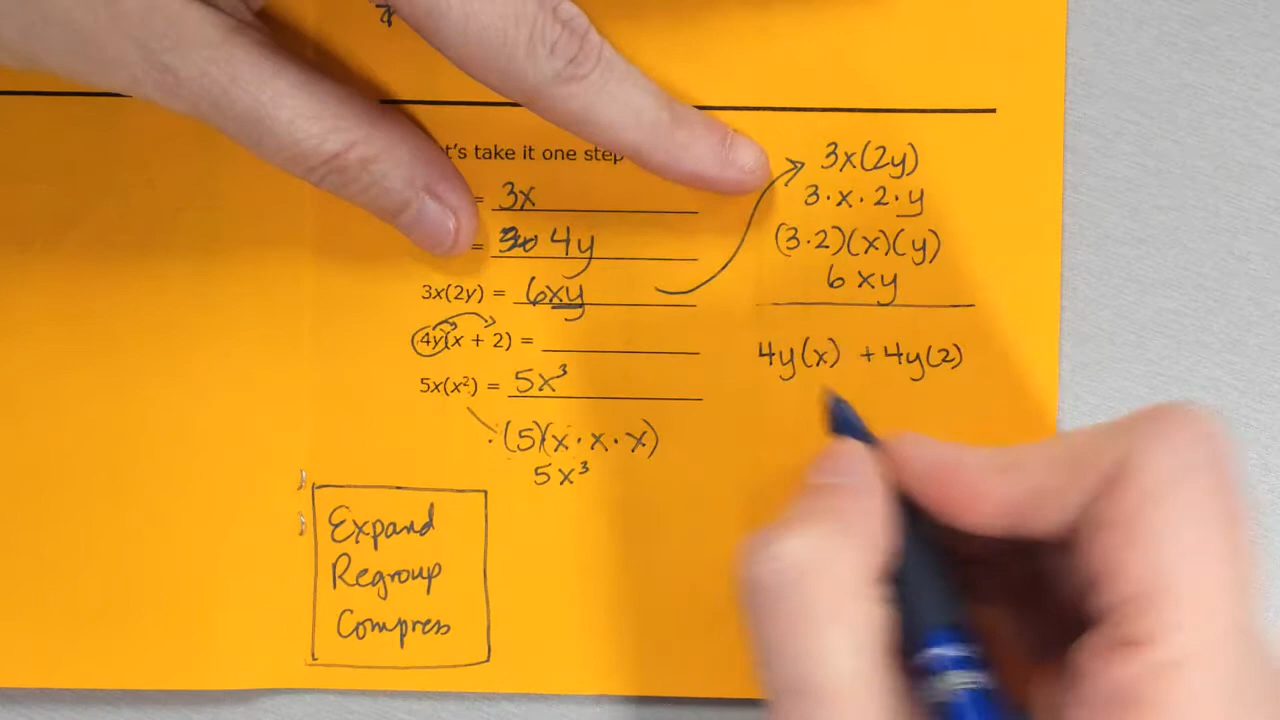 t's take it one step
= 3x
= 4y
3x(2y) = 6xy
4y(x + 2) =
5x(x²) = 5x³
(5)(x·x·x)
5x³
Expand
Regroup
Compress
3x(2y)
3·x·2·y
(3·2)(x)(y)
6xy
4y(x) + 4y(2)